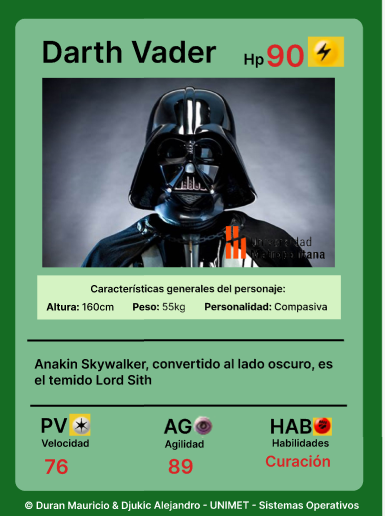 Darth Vader
Hp 90
Características generales del personaje:
Altura: 160cm Peso: 55kg Personalidad: Compasiva
Anakin Skywalker, convertido al lado oscuro, es
el temido Lord Sith
PV AG HAB
Velocidad Agilidad Habilidades
76 89 Curación
© Duran Mauricio & Djukic Alejandro - UNIMET - Sistemas Operativos